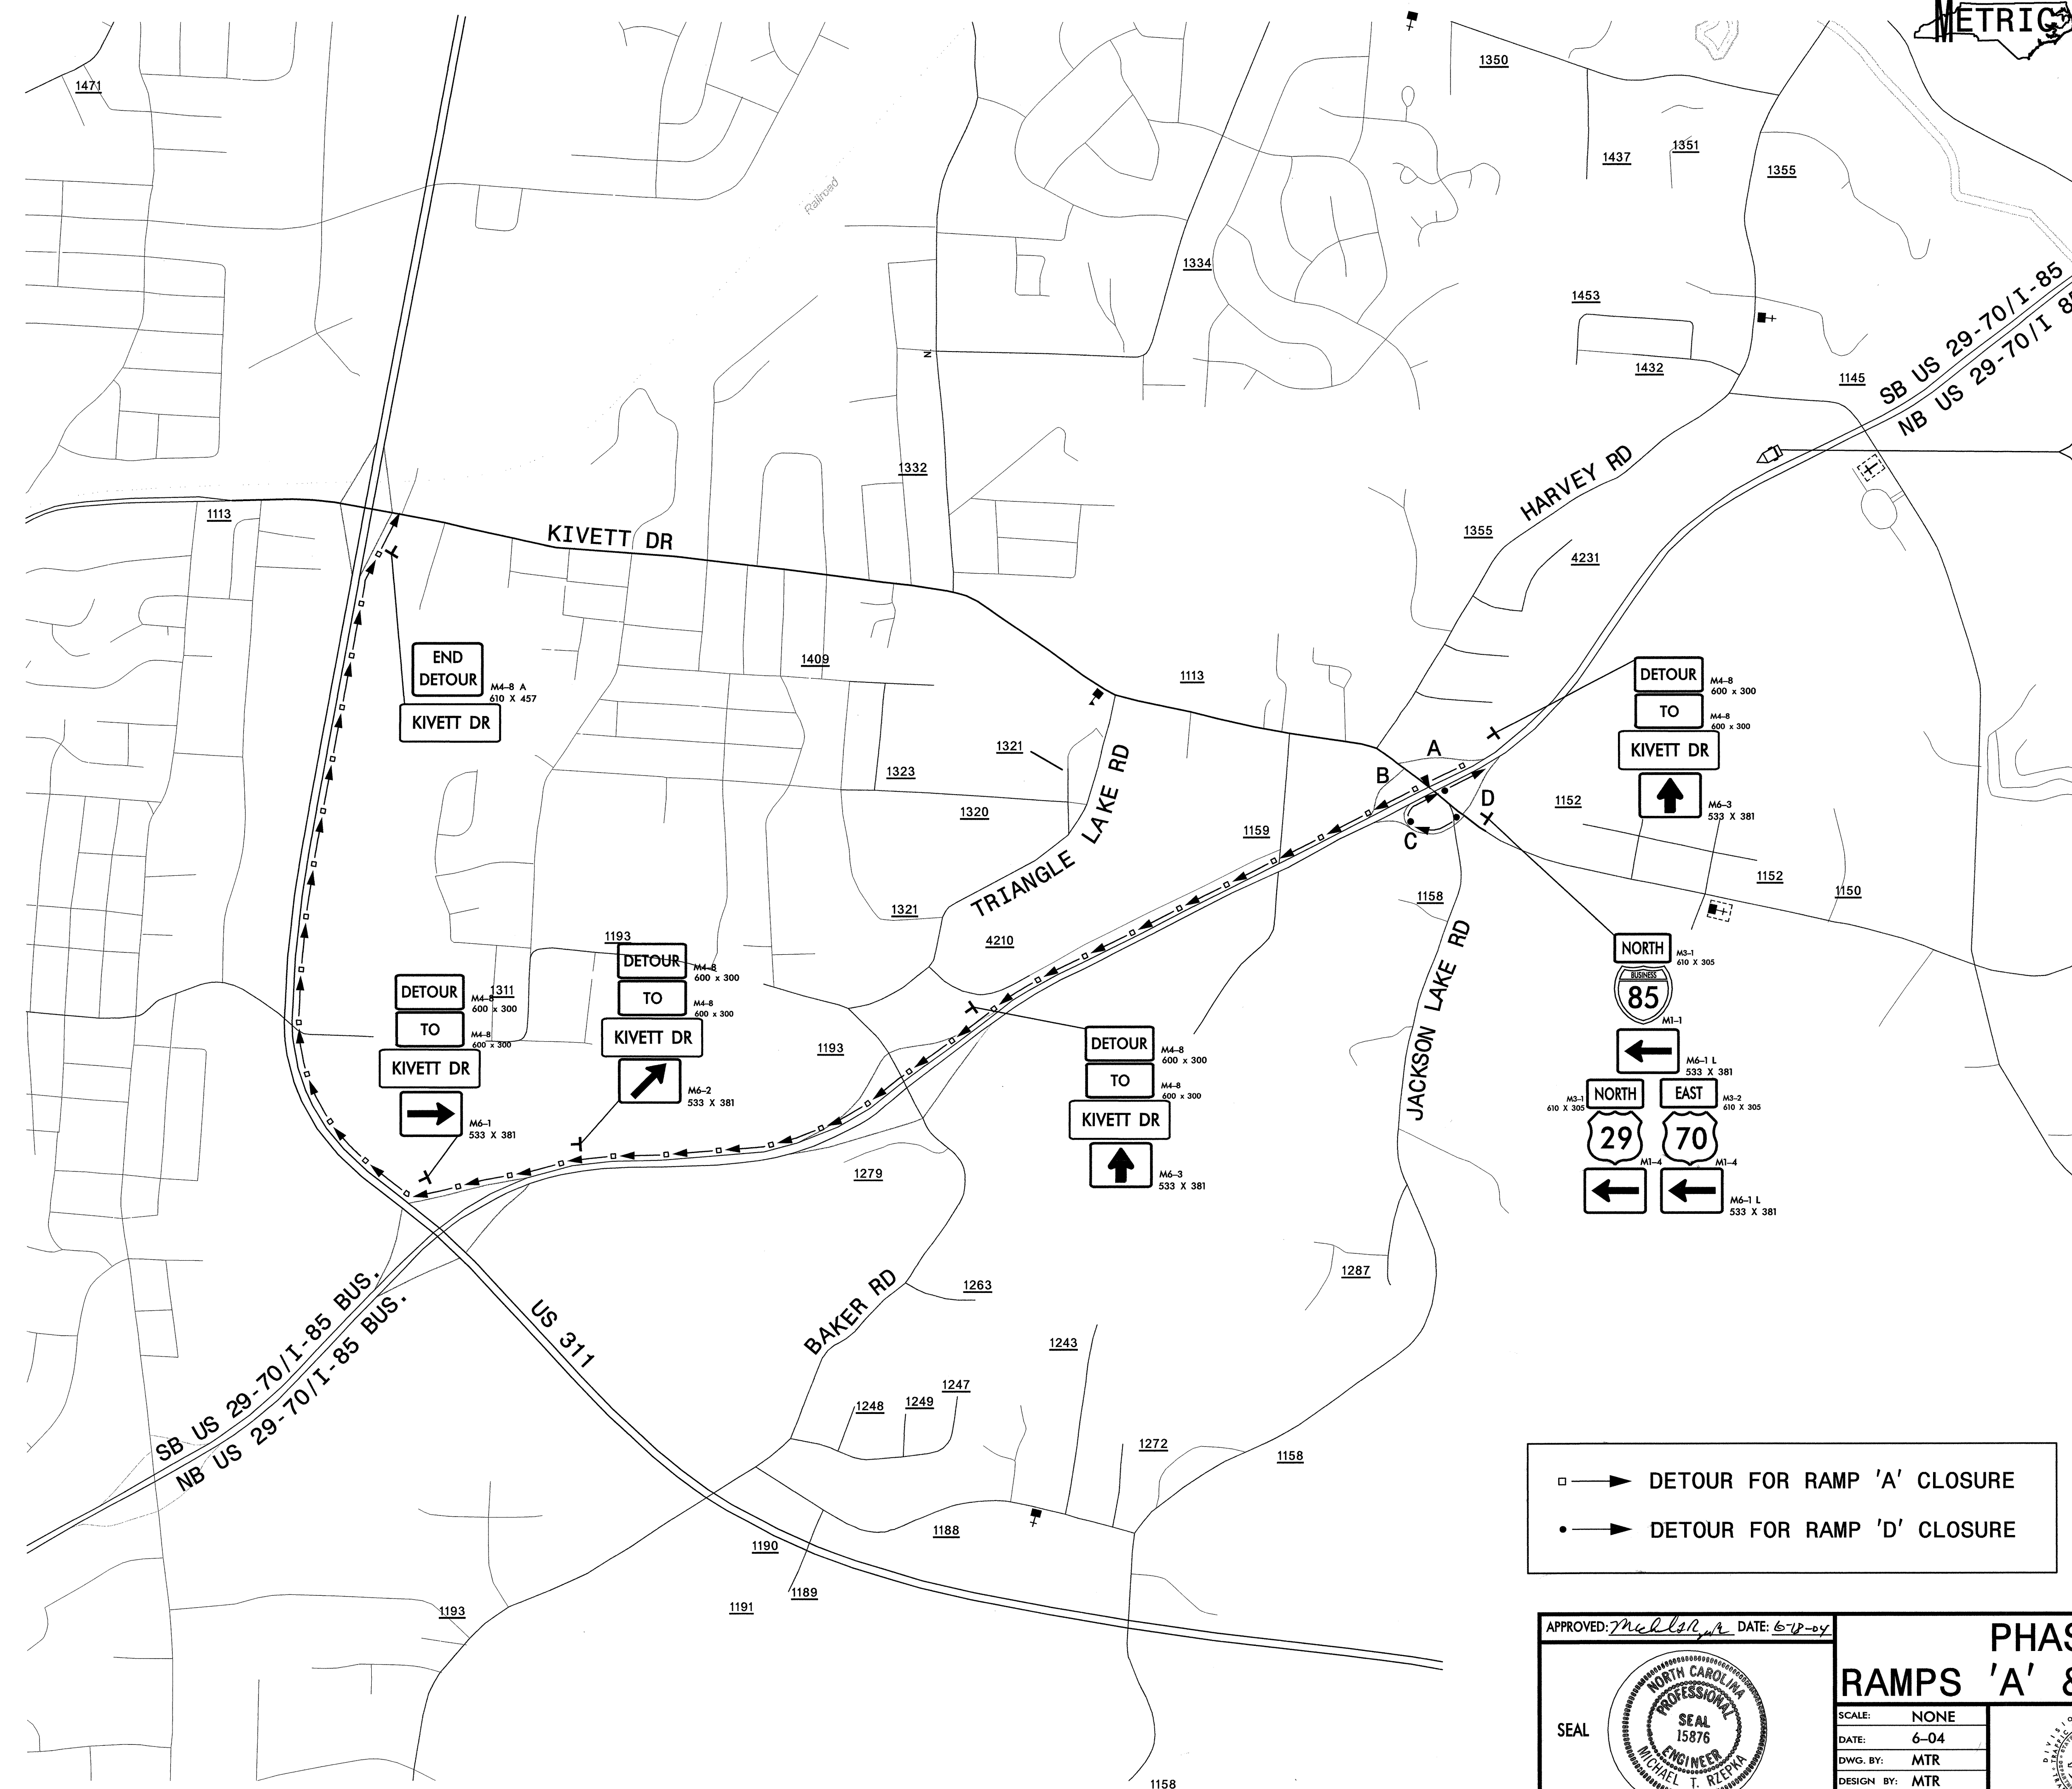 METRIC
1471
1350
1437
1351
1355
Railroad
1334
1453
1432
1145
SB US 29-70/I-85
NB US 29-70/I 8
N
1332
HARVEY RD
1355
4231
1113
KIVETT DR
END
DETOUR
M4-8 A
610 X 457
KIVETT DR
1409
1113
1321
1323
1320
TRIANGLE LAKE RD
1321
4210
1159
A
B
C
D
DETOUR
M4-8
600 x 300
TO
M4-8
600 x 300
KIVETT DR
M6-3
533 X 381
1152
1152
1150
1158
JACKSON LAKE RD
NORTH
M3-1
610 X 305
BUSINESS
85
M1-1
M6-1 L
533 X 381
M3-1
610 X 305
NORTH
EAST
M3-2
610 X 305
29
70
M1-4
M1-4
M6-1 L
533 X 381
1193
DETOUR
M4-8
600 x 300
TO
M4-8
600 x 300
KIVETT DR
M6-2
533 X 381
1311
DETOUR
M4-8
600 x 300
TO
M4-8
600 x 300
KIVETT DR
M6-1
533 X 381
1193
DETOUR
M4-8
600 x 300
TO
M4-8
600 x 300
KIVETT DR
M6-3
533 X 381
1279
1263
BAKER RD
1287
US 311
SB US 29-70/I-85 BUS.
NB US 29-70/I-85 BUS.
1243
1248
1249
1247
1272
1158
1188
1190
1189
1191
1193
1158
DETOUR FOR RAMP 'A' CLOSURE
DETOUR FOR RAMP 'D' CLOSURE
APPROVED:
DATE: 6-18-04
SEAL
NORTH CAROLINA
PROFESSIONAL
SEAL
15876
ENGINEER
MICHAEL T. RZEPKA
PHAS
RAMPS 'A' &
SCALE: NONE
DATE: 6-04
DWG. BY: MTR
DESIGN BY: MTR